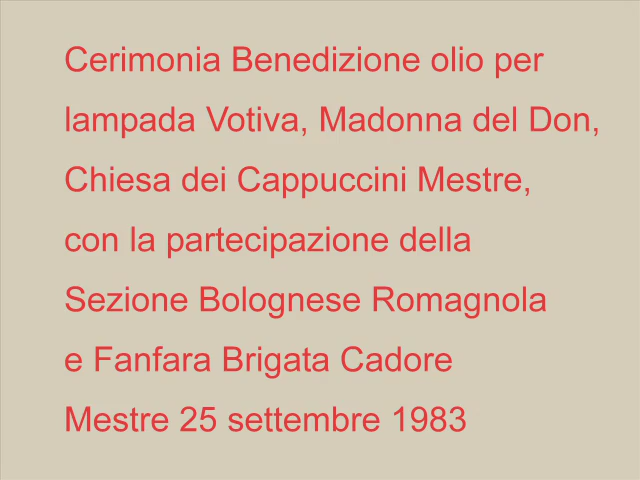 Cerimonia Benedizione olio per
lampada Votiva, Madonna del Don,
Chiesa dei Cappuccini Mestre,
con la partecipazione della
Sezione Bolognese Romagnola
e Fanfara Brigata Cadore
Mestre 25 settembre 1983